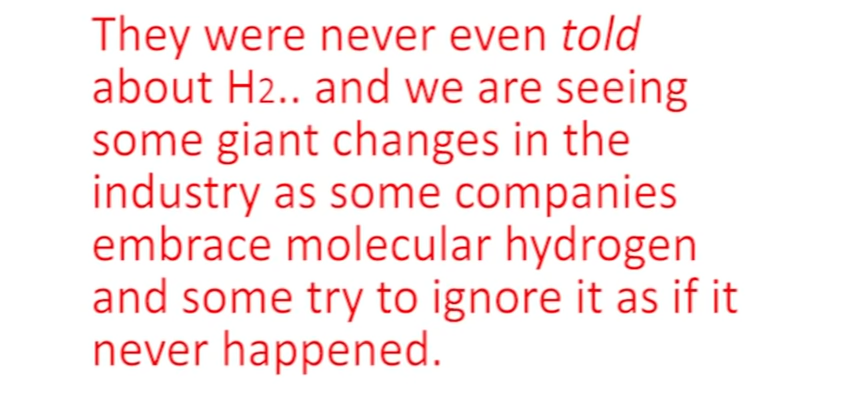 They were never even told
about H2.. and we are seeing
some giant changes in the
industry as some companies
embrace molecular hydrogen
and some try to ignore it as if it
never happened.